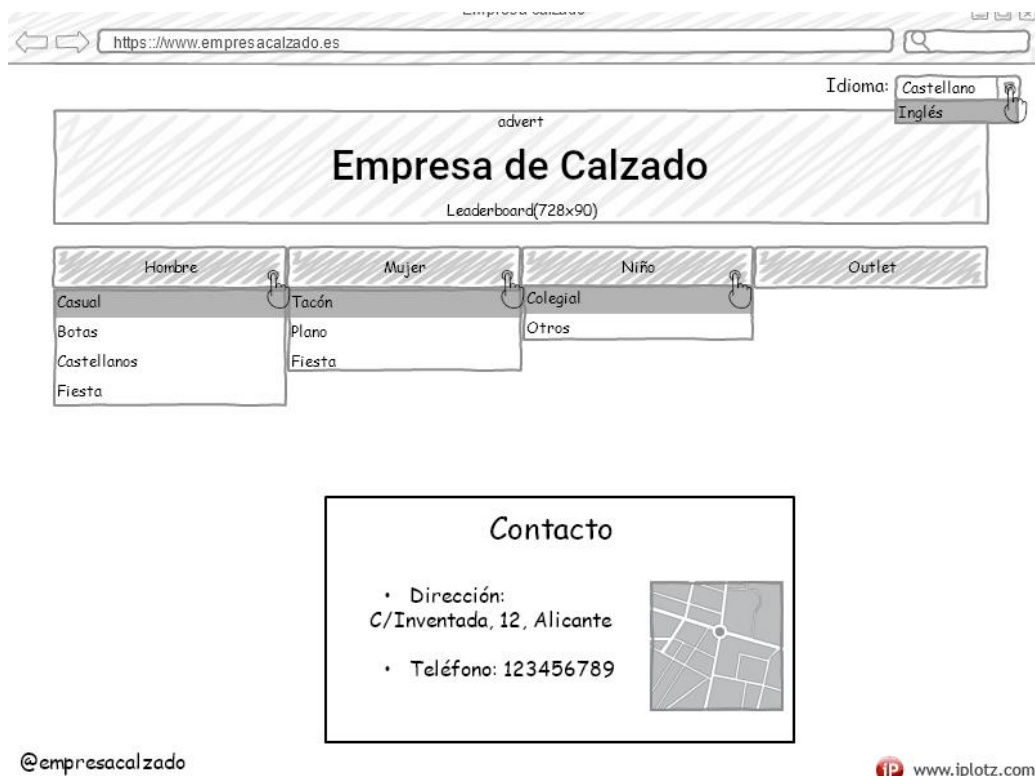 https:://www.empresacalzado.es
Idioma: Castellano
Inglés
advert
Empresa de Calzado
Leaderboard(728x90)
Hombre Mujer Niño Outlet
Casual Tacón Colegial
Botas Plano Otros
Castellanos Fiesta
Fiesta
Contacto
• Dirección:
C/Inventada, 12, Alicante
• Teléfono: 123456789
@empresacalzado
iP www.iplotz.com